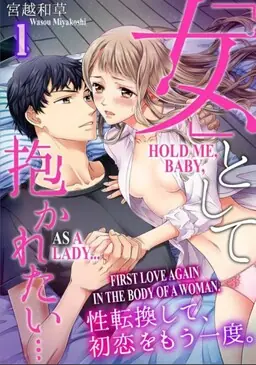 宮越和草
Wasou Miyakoshi
1
「女」として
HOLD ME,
BABY,
抱かれたい…
AS A
LADY...
FIRST LOVE AGAIN
IN THE BODY OF A WOMAN.
性転換して、
初恋をもう一度。